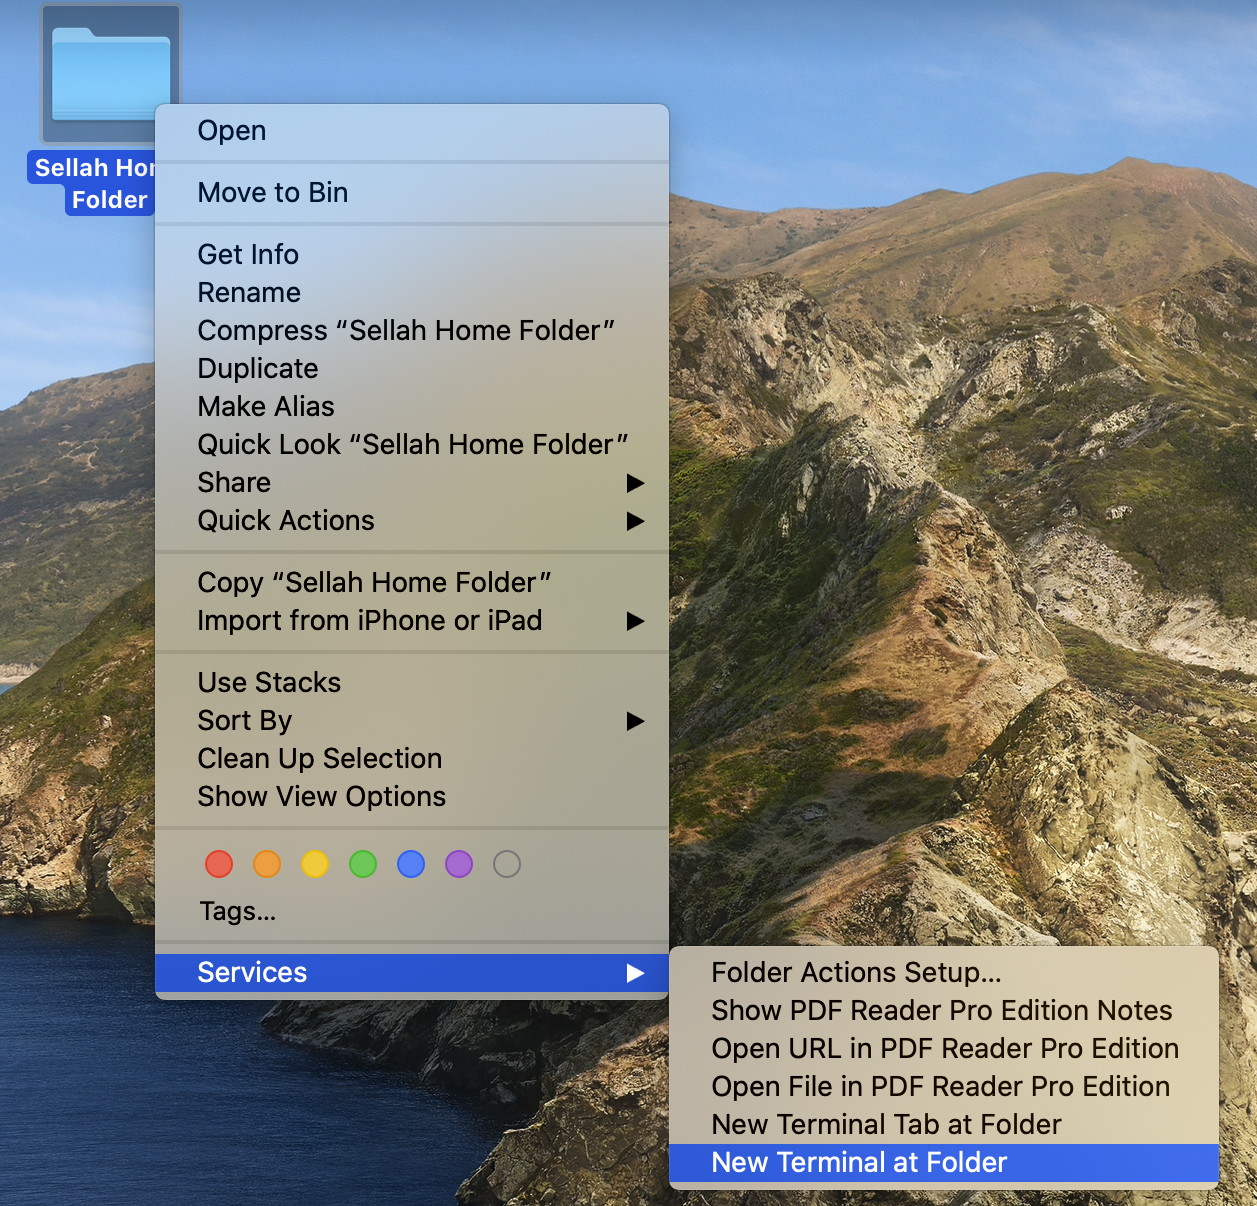 Sellah Hom
Folder
Open
Move to Bin
Get Info
Rename
Compress “Sellah Home Folder”
Duplicate
Make Alias
Quick Look “Sellah Home Folder”
Share
Quick Actions
Copy “Sellah Home Folder”
Import from iPhone or iPad
Use Stacks
Sort By
Clean Up Selection
Show View Options
Tags...
Services
Folder Actions Setup...
Show PDF Reader Pro Edition Notes
Open URL in PDF Reader Pro Edition
Open File in PDF Reader Pro Edition
New Terminal Tab at Folder
New Terminal at Folder